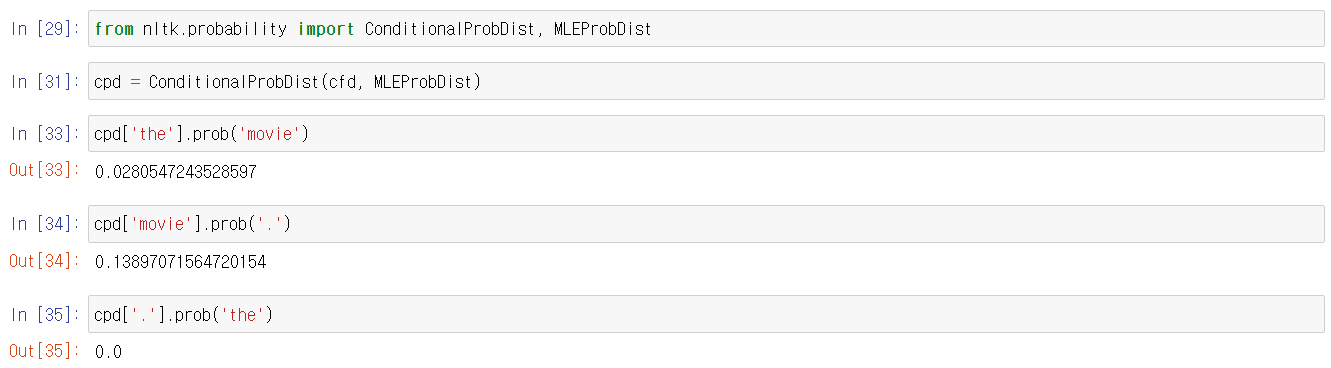 In [29]: from nltk.probability import ConditionalProbDist, MLEProbDist
In [31]: cpd = ConditionalProbDist(cfd, MLEProbDist)
In [33]: cpd['the'].prob('movie')
Out[33]: 0.0280547243528597
In [34]: cpd['movie'].prob('.')
Out[34]: 0.13897071564720154
In [35]: cpd['.'].prob('the')
Out[35]: 0.0